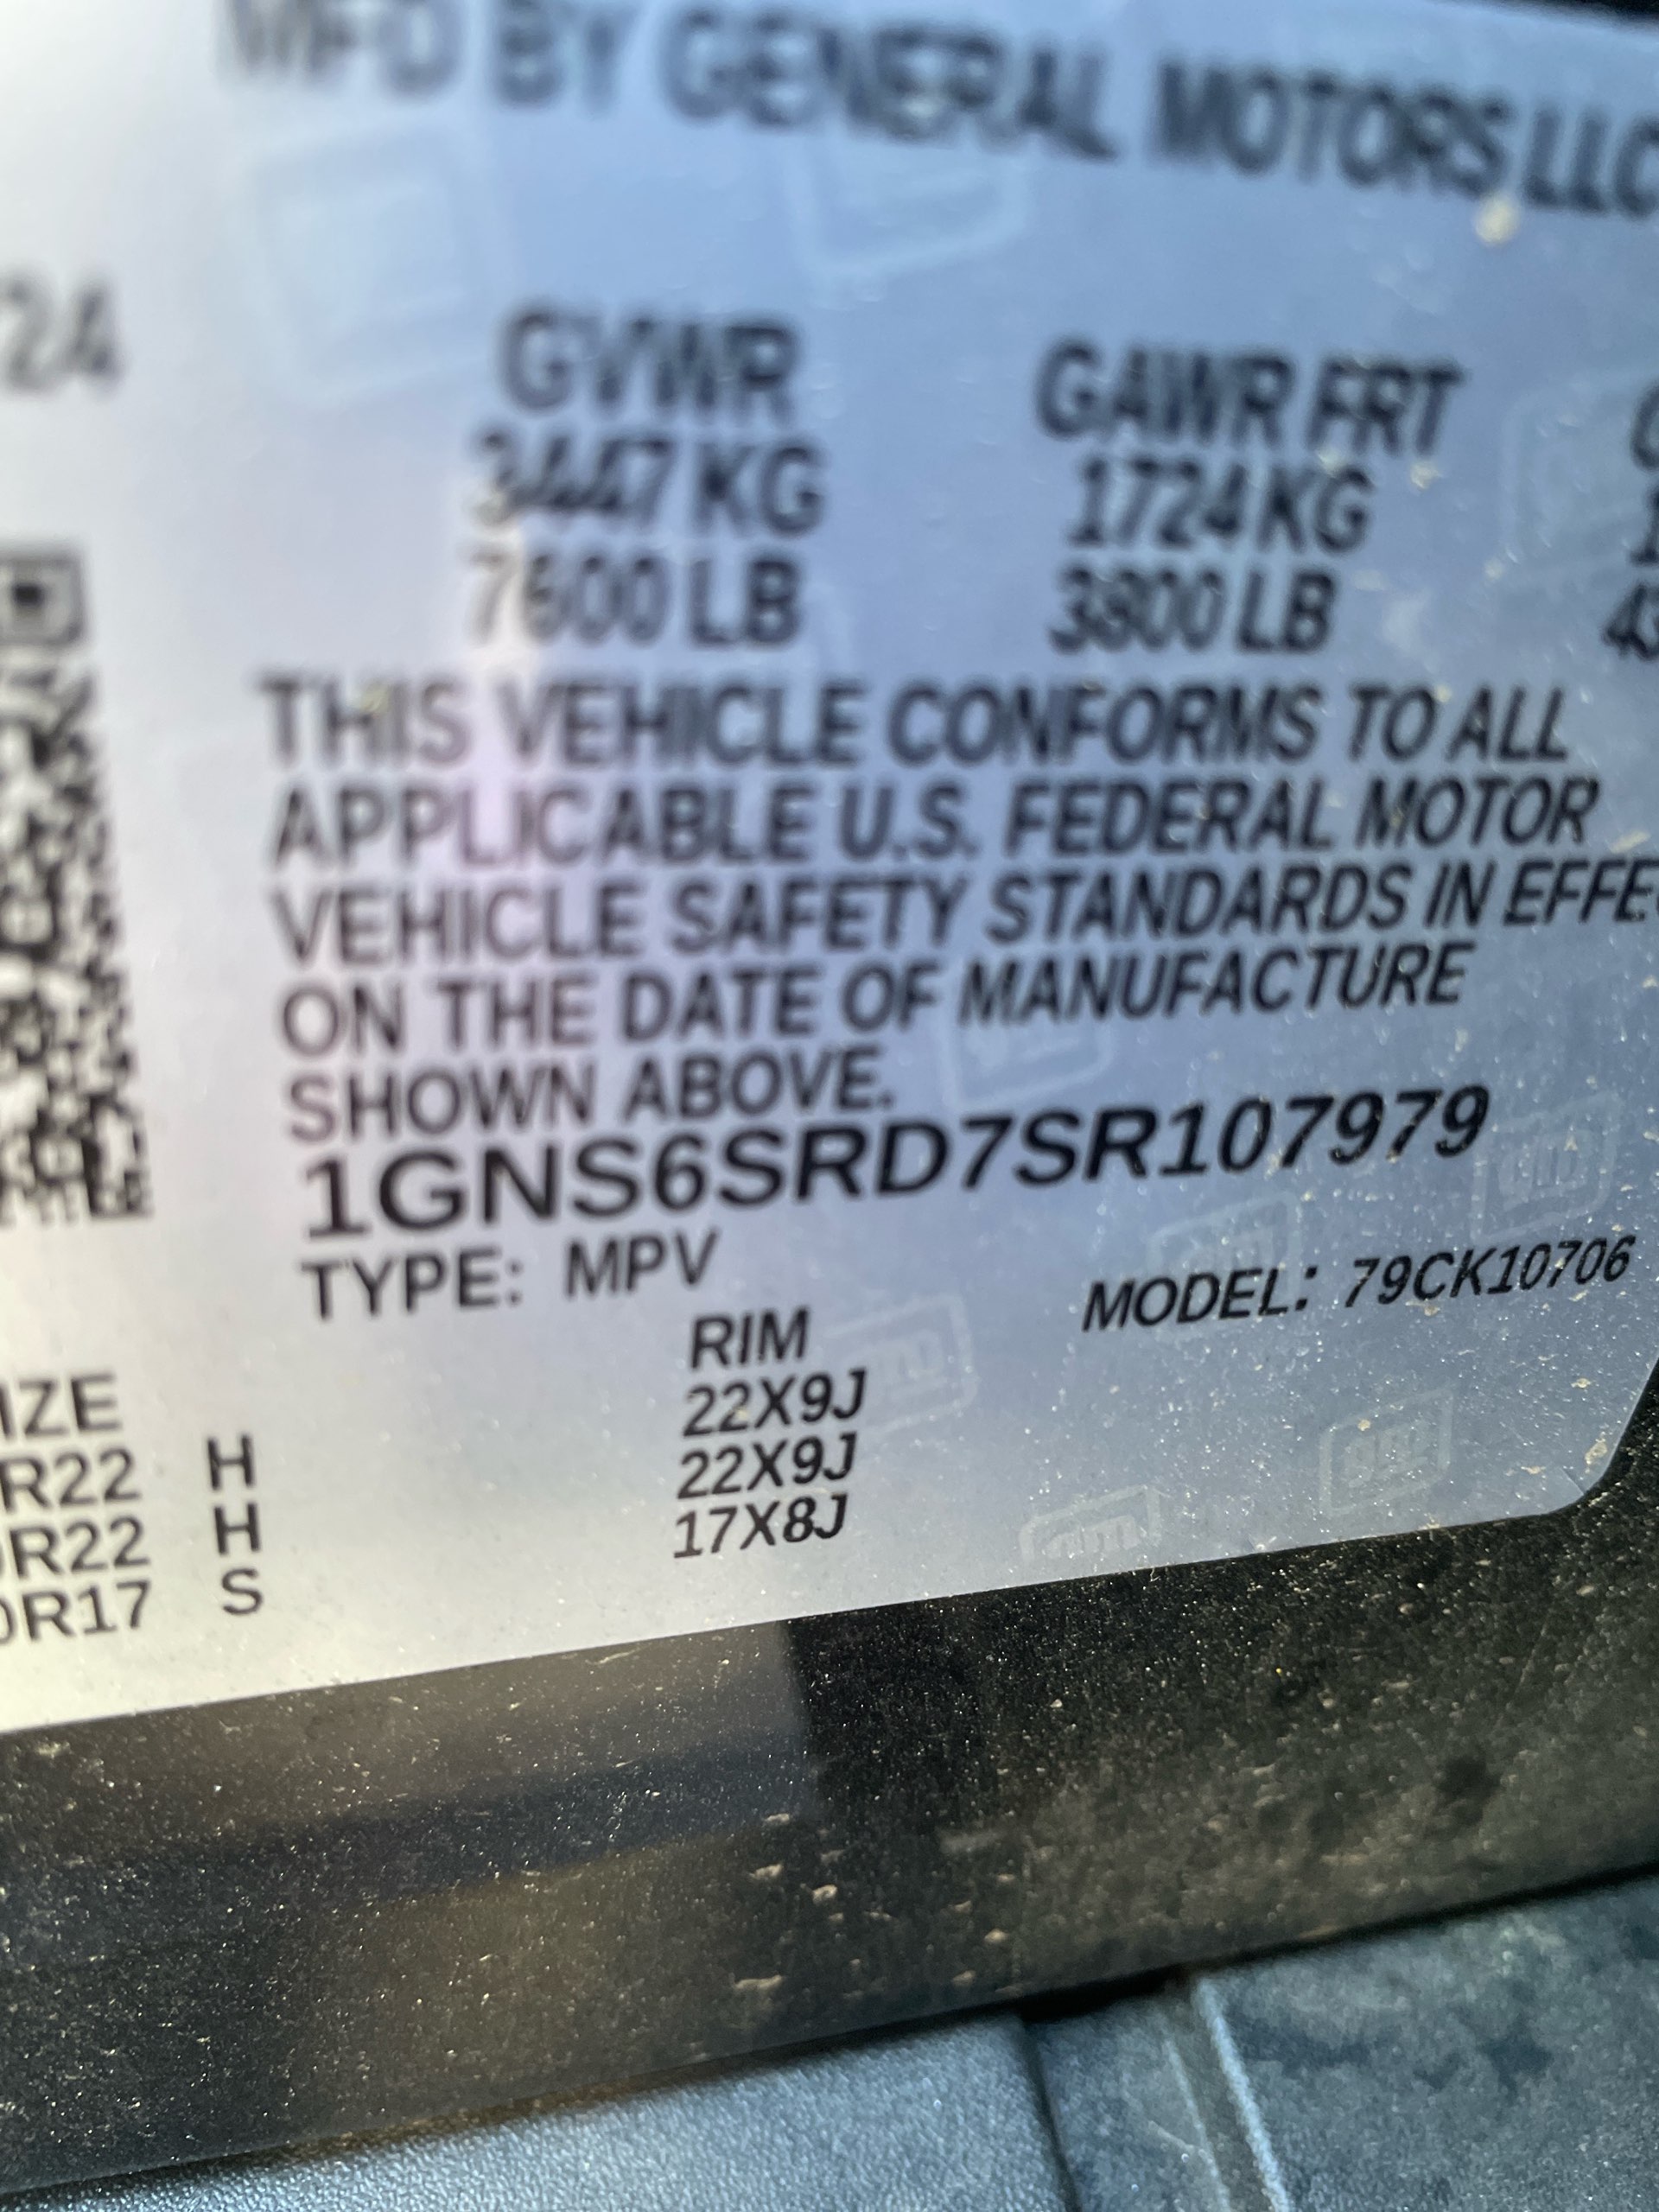 MFD BY GENERAL MOTORS LLC
24
GVWR GAWR FRT
3447 KG 1724 KG
7600 LB 3800 LB 43
THIS VEHICLE CONFORMS TO ALL
APPLICABLE U.S. FEDERAL MOTOR
VEHICLE SAFETY STANDARDS IN EFFE
ON THE DATE OF MANUFACTURE
SHOWN ABOVE.
1GNS6SRD7SR107979
TYPE: MPV MODEL: 79CK10706
IZE RIM
R22 H 22X9J
R22 H 22X9J
0R17 S 17X8J